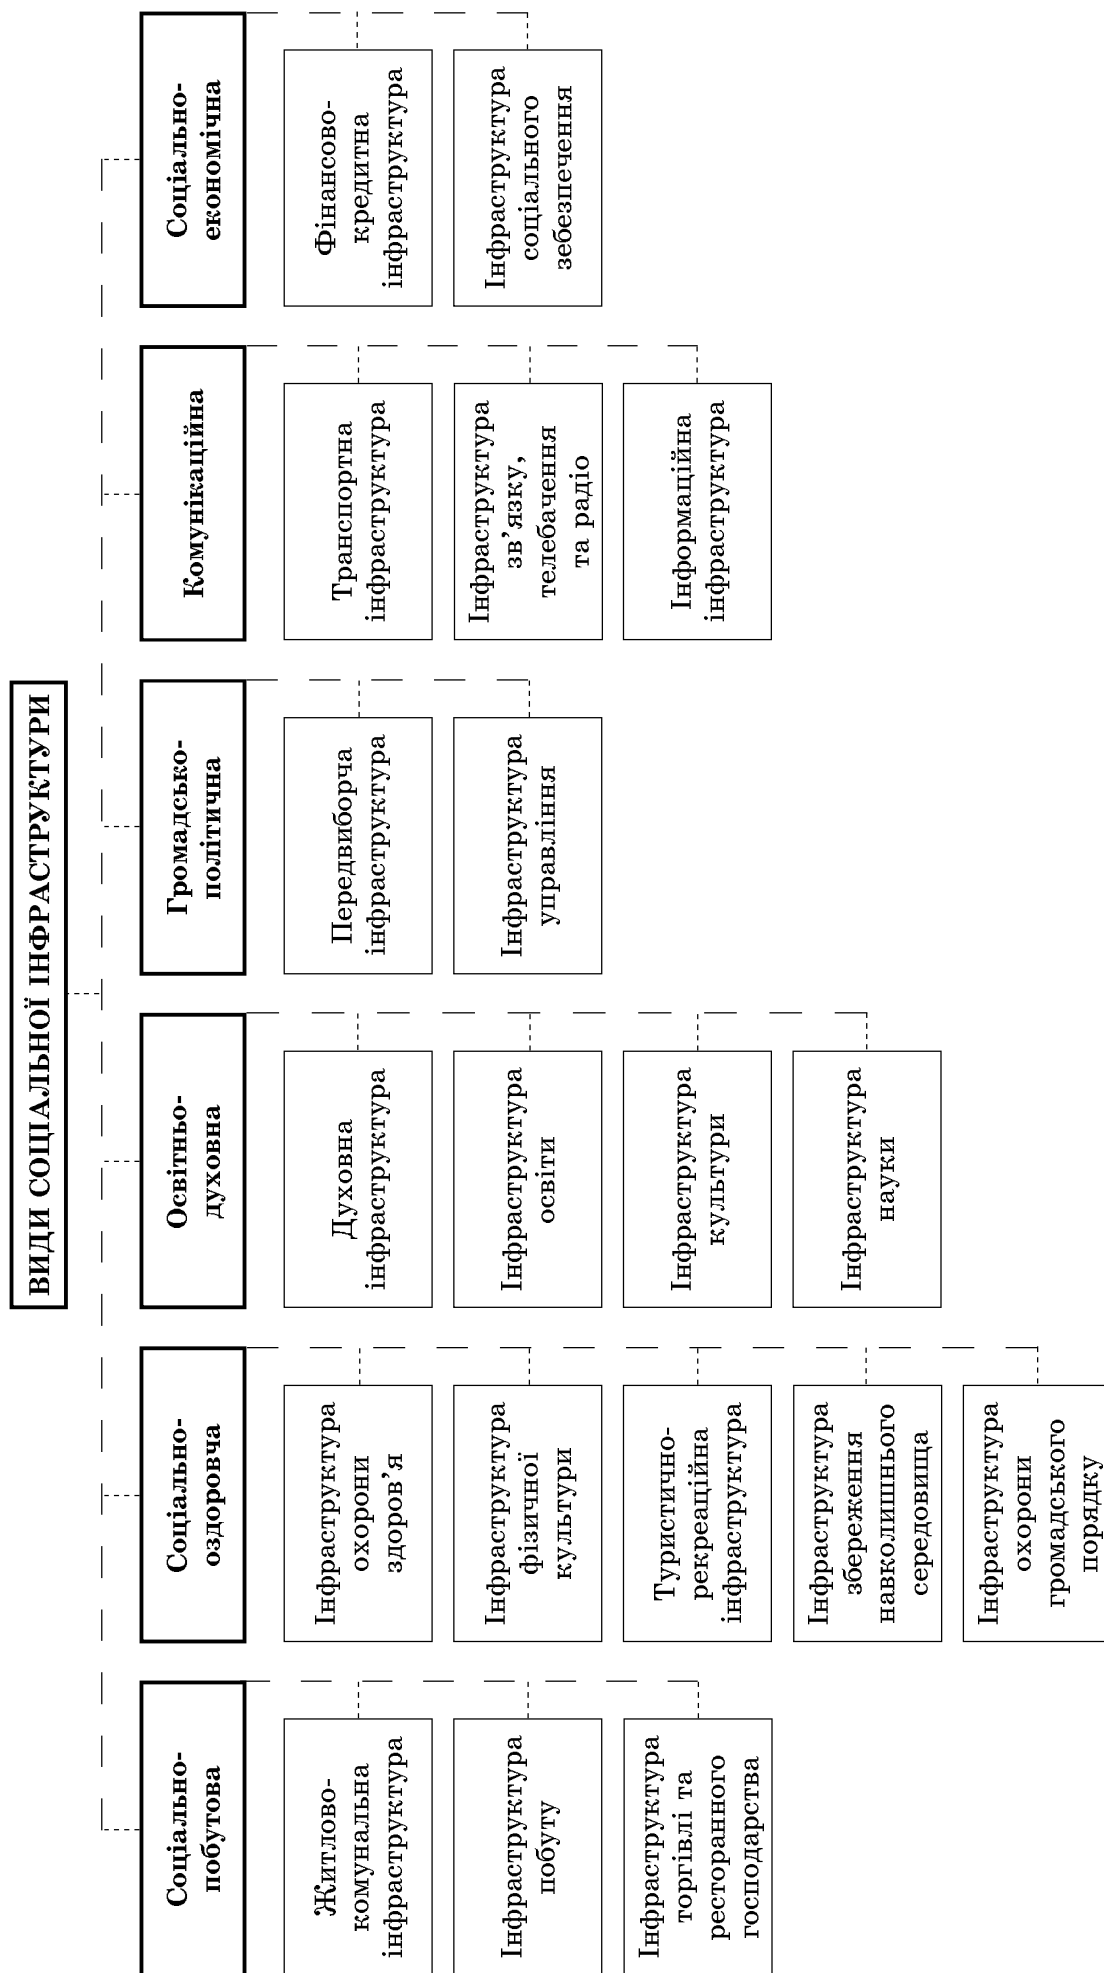 ВИДИ СОЦІАЛЬНОЇ ІНФРАСТРУКТУРИ
Соціально-
побутова
Житлово-
комунальна
інфраструктура
Інфраструктура
побуту
Інфраструктура
торгівлі та
ресторанного
господарства
Соціально-
оздоровча
Інфраструктура
охорони
здоров’я
Інфраструктура
фізичної
культури
Туристично-
рекреаційна
інфраструктура
Інфраструктура
збереження
навколишнього
середовища
Інфраструктура
охорони
громадського
порядку
Освітньо-
духовна
Духовна
інфраструктура
Інфраструктура
освіти
Інфраструктура
культури
Інфраструктура
науки
Громадсько-
політична
Передвиборча
інфраструктура
Інфраструктура
управління
Комунікаційна
Транспортна
інфраструктура
Інфраструктура
зв’язку,
телебачення
та радіо
Інформаційна
інфраструктура
Соціально-
економічна
Фінансово-
кредитна
інфраструктура
Інфраструктура
соціального
зебезпечення